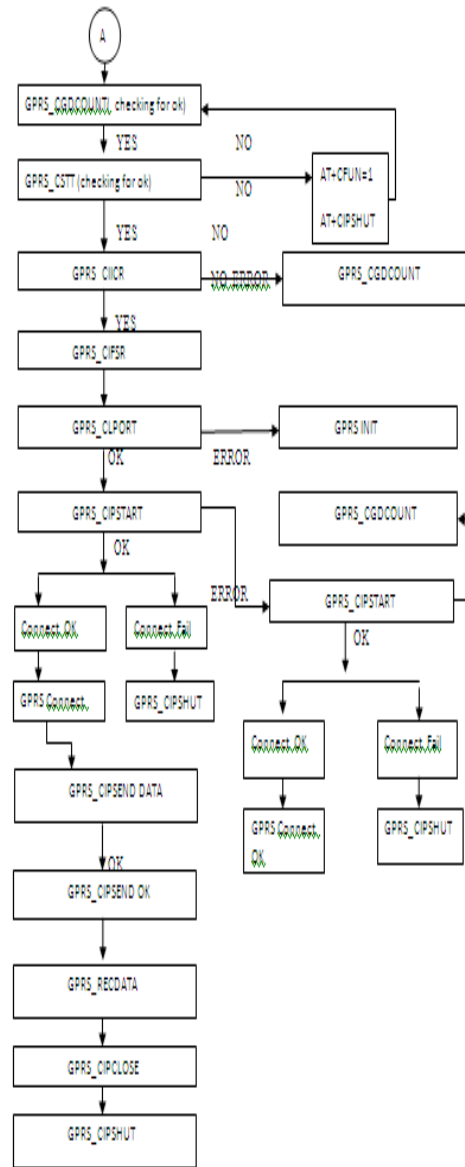 A
GPRS_CGDCOUNT( checking for ok)
YES
NO
GPRS_CSTT (checking for ok)
NO
AT+CFUN=1
AT+CIPSHUT
YES
NO
GPRS_CIICR
NO ERROR
GPRS_CGDCOUNT
YES
GPRS_CIFSR
GPRS_CLPORT
GPRS INIT
OK
ERROR
GPRS_CIPSTART
GPRS_CGDCOUNT
OK
ERROR
GPRS_CIPSTART
OK
Connect OK
Connect Fail
GPRS Connect
GPRS_CIPSHUT
Connect OK
Connect Fail
GPRS_CIPSEND DATA
GPRS Connect
OK
GPRS_CIPSHUT
OK
GPRS_CIPSEND OK
GPRS_RECDATA
GPRS_CIPCLOSE
GPRS_CIPSHUT